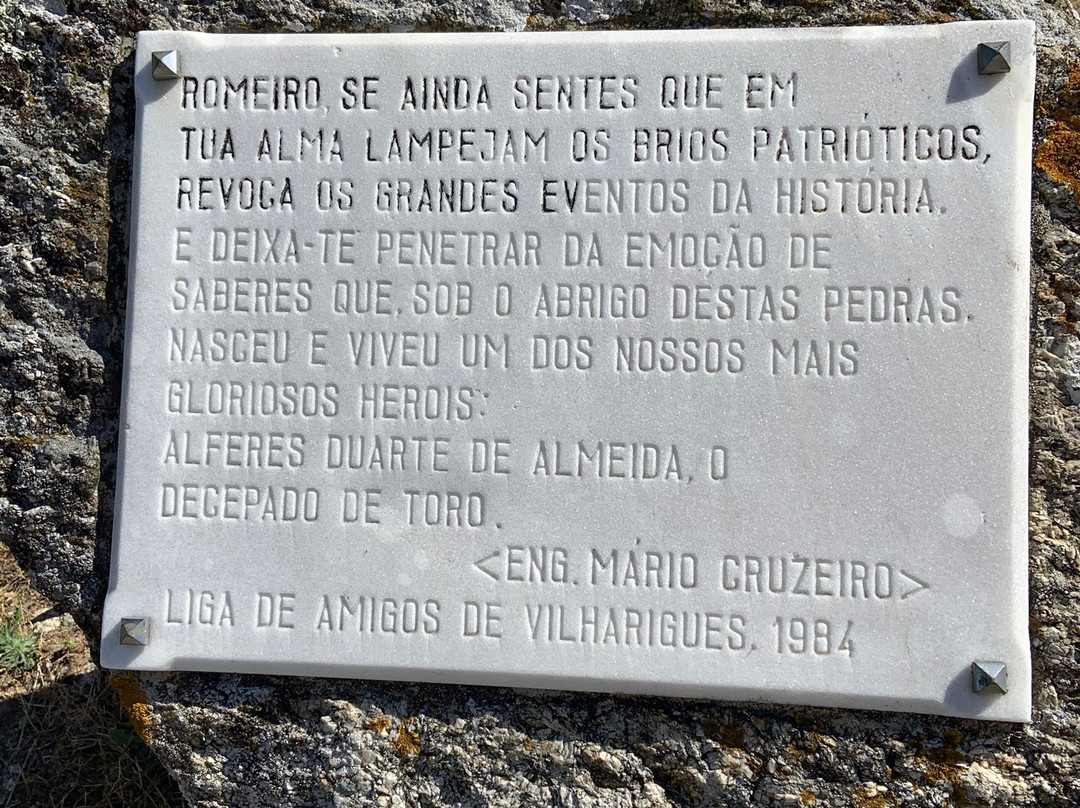 ROMEIRO, SE AINDA SENTES QUE EM
TUA ALMA LAMPEJAM OS BRIOS PATRIÓTICOS,
REVOCA OS GRANDES EVENTOS DA HISTÓRIA.
E DEIXA-TE PENETRAR DA EMOÇÃO DE
SABERES QUE, SOB O ABRIGO DESTAS PEDRAS,
NASCEU E VIVEU UM DOS NOSSOS MAIS
GLORIOSOS HEROIS:
ALFERES DUARTE DE ALMEIDA, O
DECEPADO DE TORO.
<ENG. MÁRIO CRUZEIRO>
LIGA DE AMIGOS DE VILHARIGUES, 1984